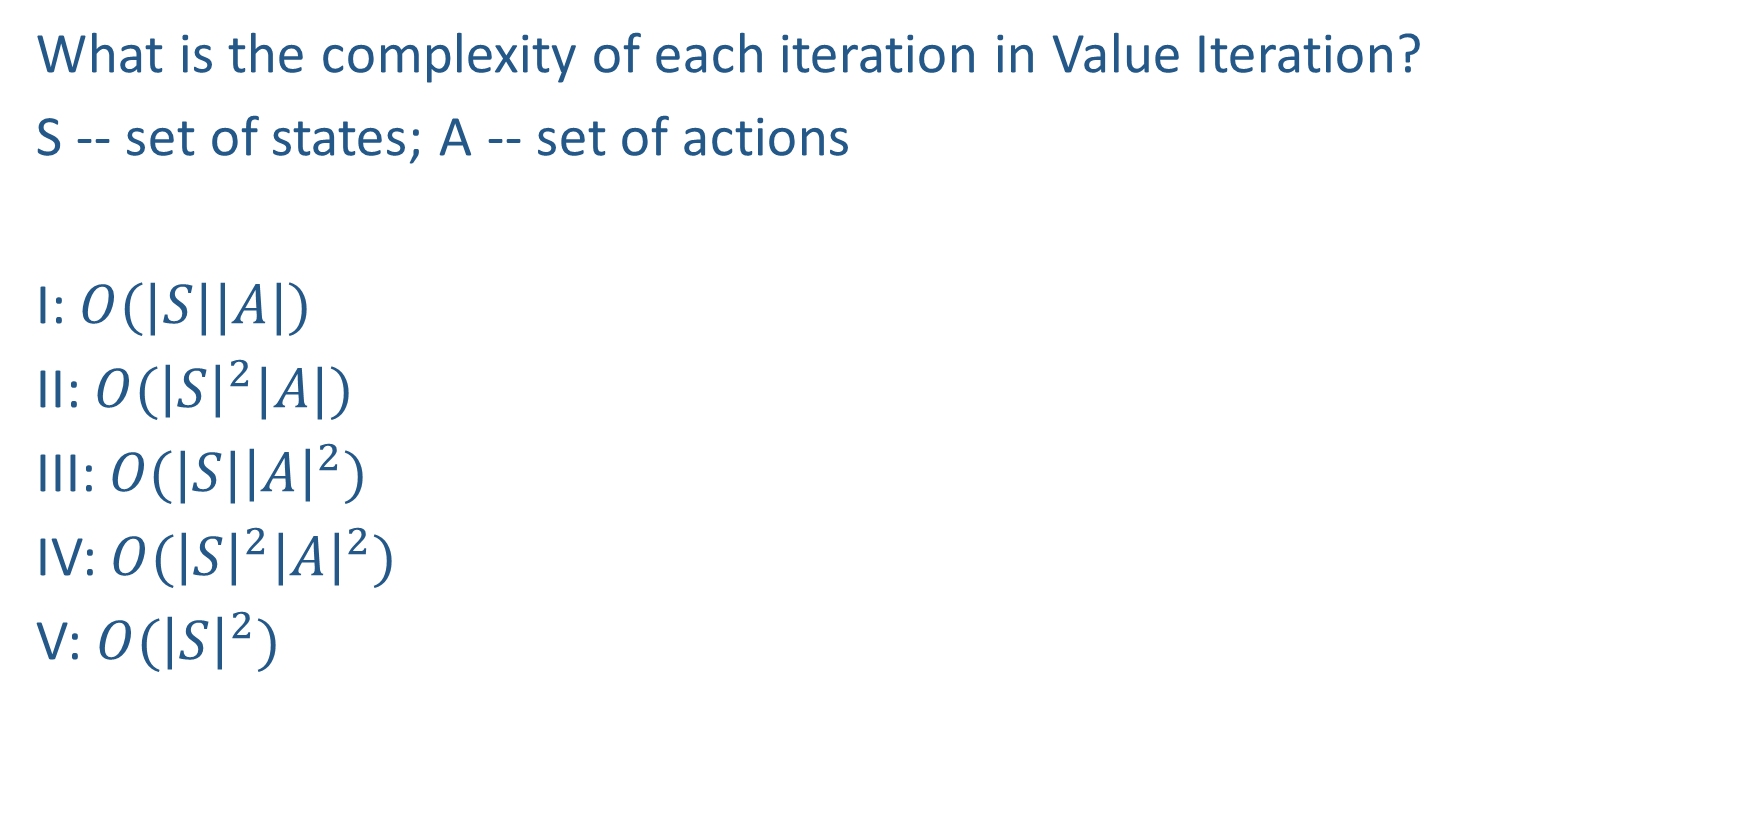 What is the complexity of each iteration in Value Iteration?
S -- set of states; A -- set of actions
I: 𝑂(|𝑆||𝐴|)
II: 𝑂(|𝑆|²|𝐴|)
III: 𝑂(|𝑆||𝐴|²)
IV: 𝑂(|𝑆|²|𝐴|²)
V: 𝑂(|𝑆|²)